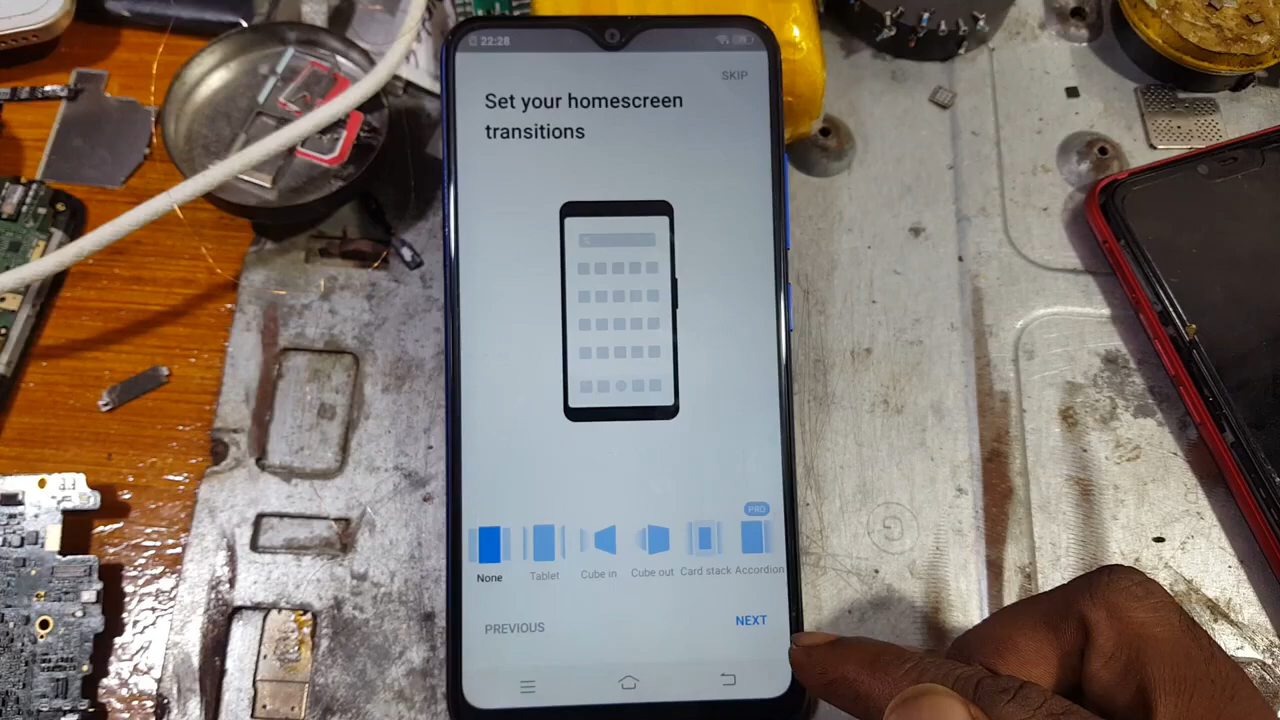 22:28
SKIP
Set your homescreen
transitions
PRO
None Tablet Cube in Cube out Card stack Accordion
PREVIOUS
NEXT
G